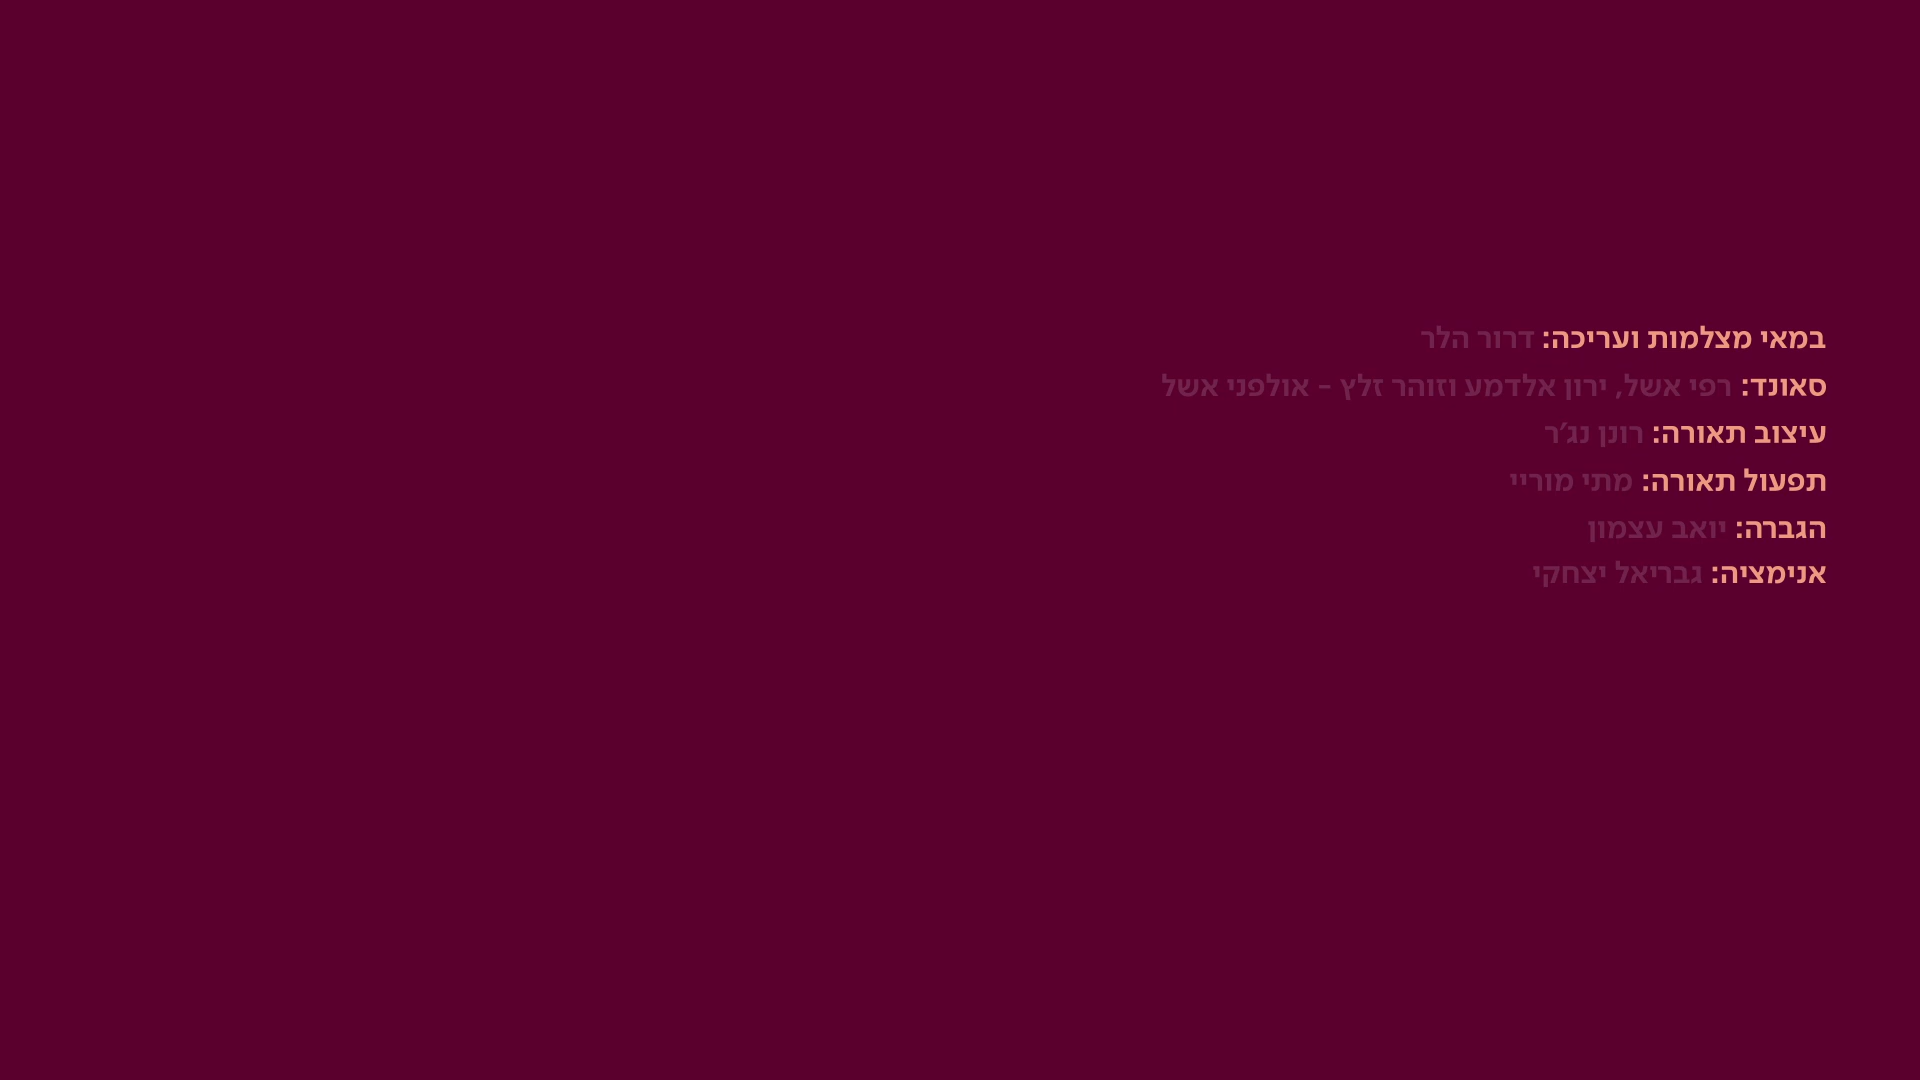 במאי מצלמות ועריכה: דרור הלר
סאונד: רפי אשל, ירון אלדמע וזוהר זלץ – אולפני אשל
עיצוב תאורה: רונן נג׳ר
תפעול תאורה: מתי מוריי
הגברה: יואב עצמון
אנימציה: גבריאל יצחקי